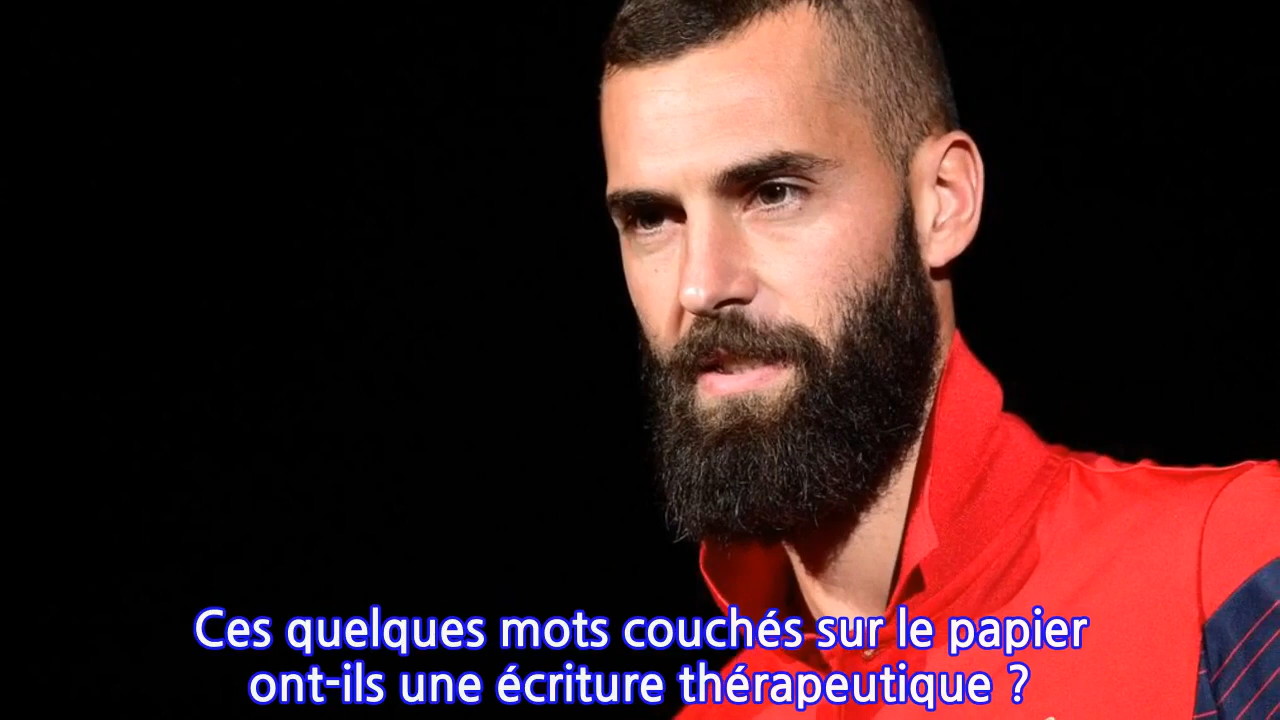 Ces quelques mots couchés sur le papier
ont-ils une écriture thérapeutique ?